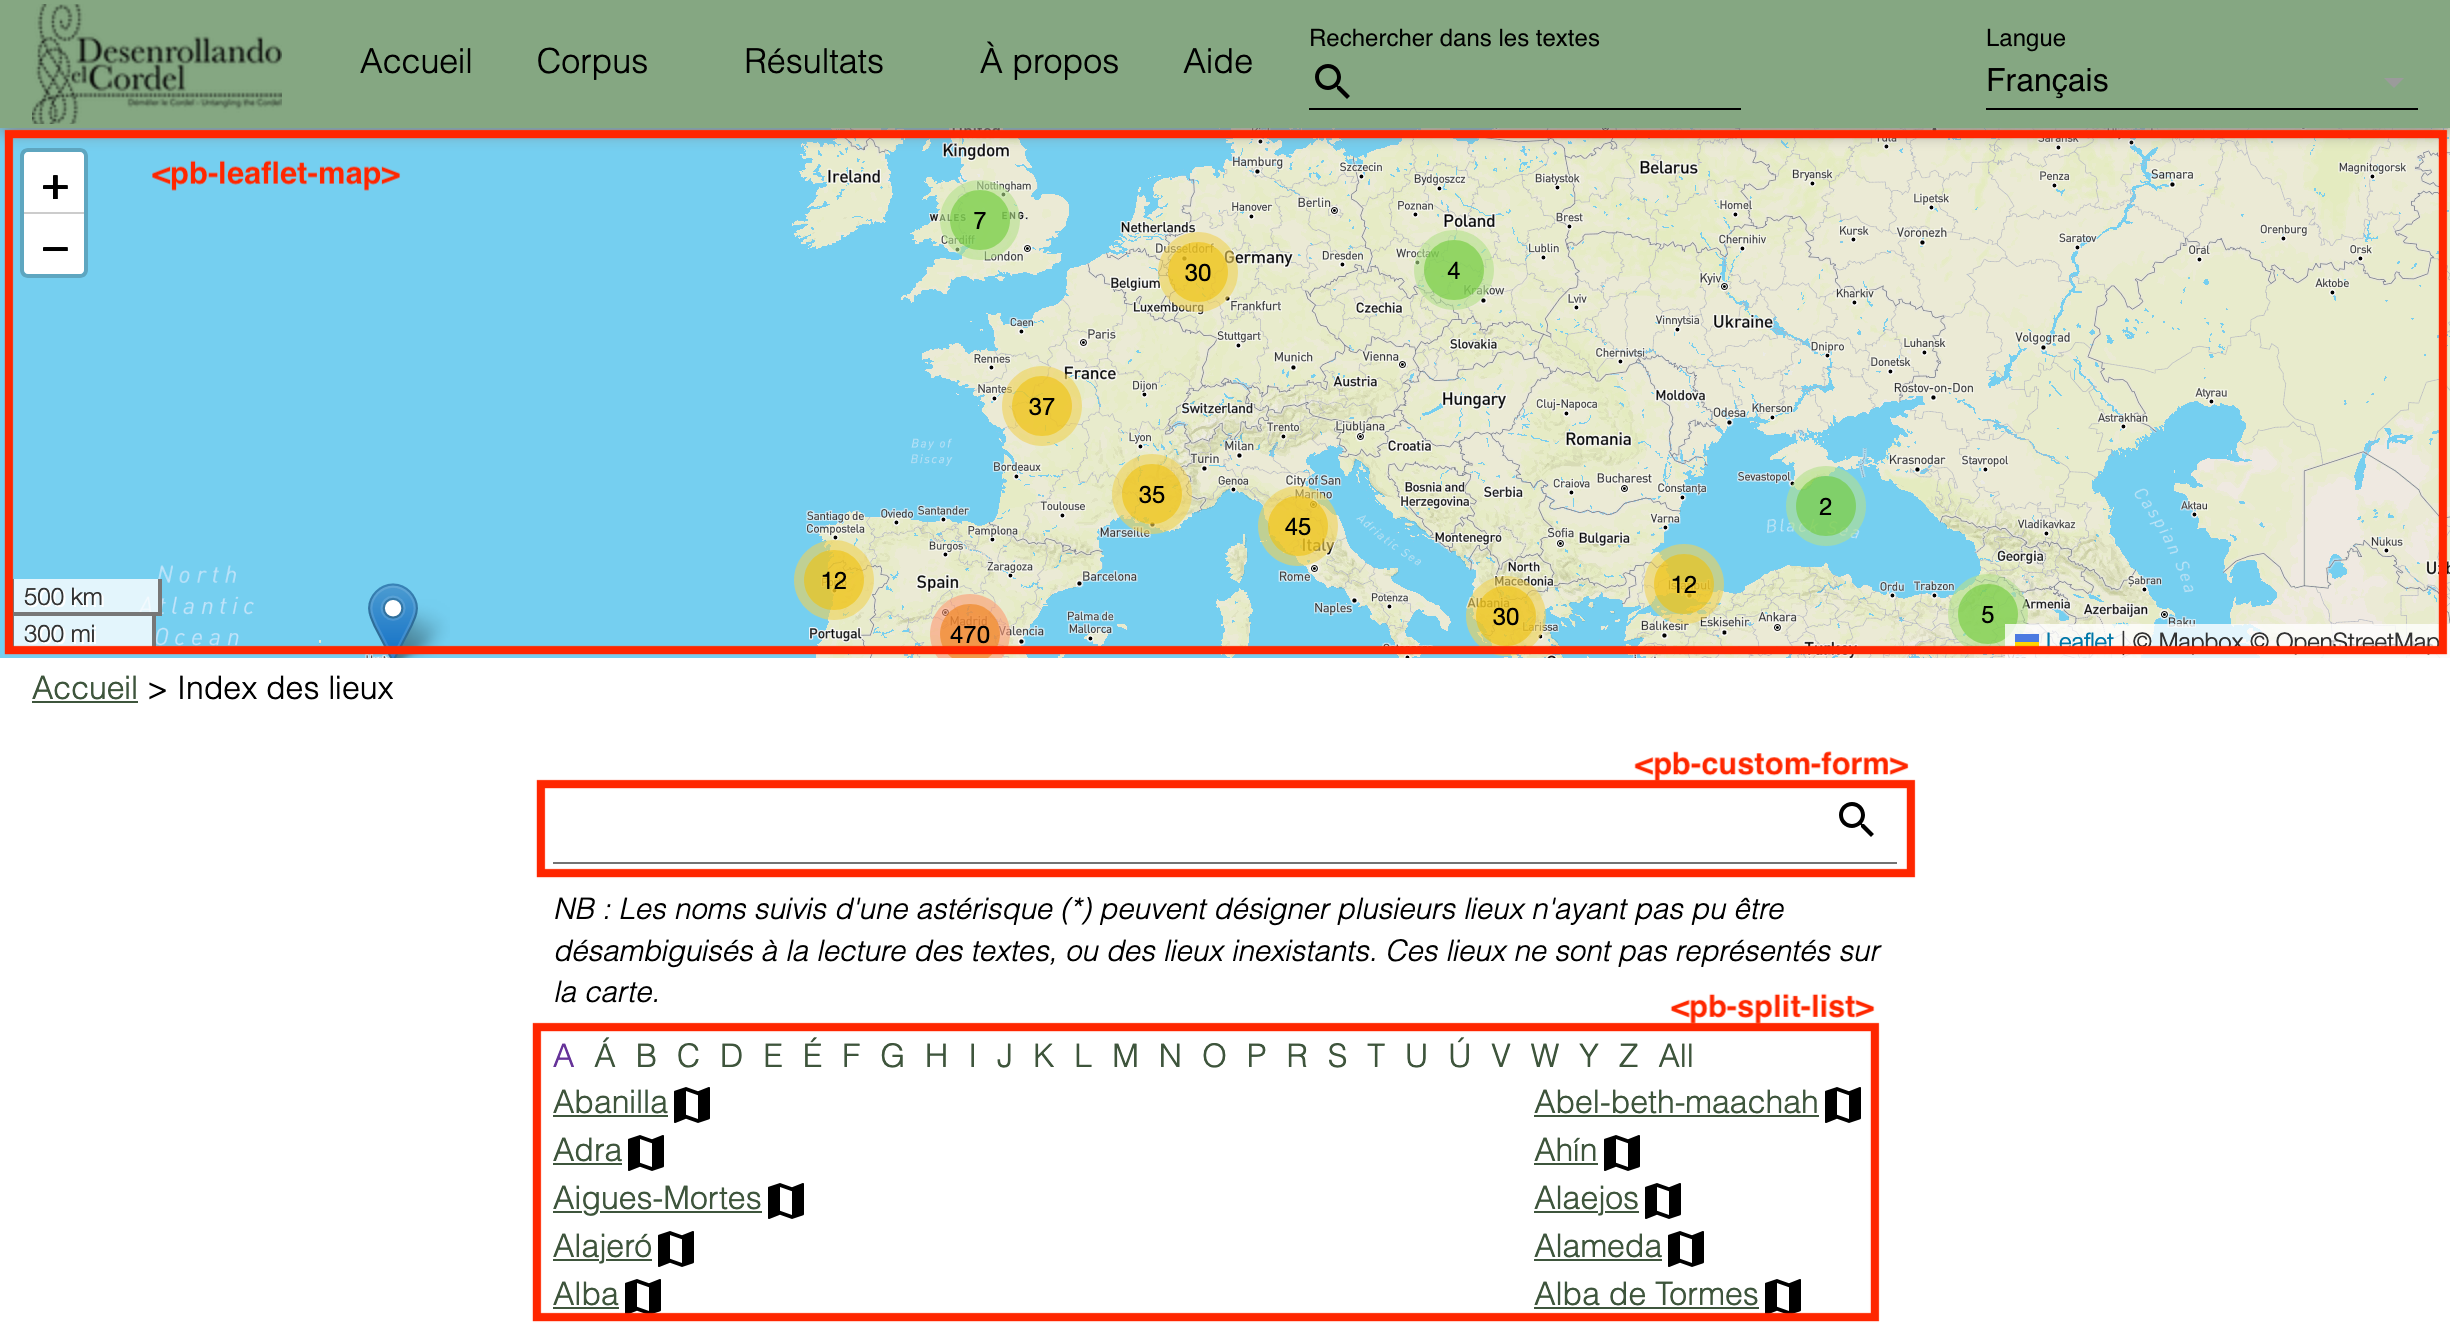 Desenrollando
el Cordel
Démêler le Cordel - Untangling the Cordel
Accueil
Corpus
Résultats
À propos
Aide
Rechercher dans les textes
Langue
Français
<pb-leaflet-map>
+
−
Kingdom
Ireland
Nottingham
WALES ENG.
Cardiff
London
7
Hamburg
Szczecin
Bydgoszcz
Białystok
Belarus
Bryansk
Penza
Samara
Magnitogorsk
Hanover
Berlin
Poznan
Poland
Brest
Homel
Lipetsk
Netherlands
Dusseldorf
Germany
Dresden
Wrocław
Lublin
Chernihiv
Kursk
Voronezh
Saratov
Oral
Orenburg
Orsk
30
4
Belgium
Luxembourg
Frankfurt
Czechia
Krakow
Lviv
Kyiv
Kharkiv
Aktobe
Caen
Paris
Stuttgart
Slovakia
Vinnytsia
Ukraine
Luhansk
Volgograd
Rennes
Munich
Vienna
Chernivtsi
Dnipro
Donetsk
Nantes
France
Dijon
Austria
Hungary
Moldova
Rostov-on-Don
Atyrau
37
Switzerland
Cluj-Napoca
Odesa
Kherson
Astrakhan
Bay of
Biscay
Lyon
Trento
Ljubljana
Milan
Croatia
Romania
Turin
Bordeaux
Krasnodar
Stavropol
Genoa
City of San
Marino
Bosnia and
Herzegovina
Serbia
Craiova
Bucharest
Constanța
Sevastopol
35
45
2
Santiago de
Compostela
Oviedo
Santander
Toulouse
Marseille
Adriatic Sea
Varna
Aktau
Caspian Sea
Pamplona
Burgos
Italy
Montenegro
Sofia
Bulgaria
Vladikavkaz
Nukus
Georgia
Zaragoza
Barcelona
Rome
North
Macedonia
12
Spain
12
Ordu
Trabzon
Şabran
North
Atlantic
Ocean
500 km
300 mi
Naples
Potenza
Albania
30
Larissa
Balıkesir
Eskişehir
Ankara
5
Armenia
Azerbaijan
Baku
Portugal
Madrid
470
Valencia
Palma de
Mallorca
Turkey
Leaflet | © Mapbox © OpenStreetMap
Accueil > Index des lieux
<pb-custom-form>
NB : Les noms suivis d'une astérisque (*) peuvent désigner plusieurs lieux n'ayant pas pu être
désambiguisés à la lecture des textes, ou des lieux inexistants. Ces lieux ne sont pas représentés sur
la carte.
<pb-split-list>
A Á B C D E É F G H I J K L M N O P R S T U Ú V W Y Z All
Abanilla
Abel-beth-maachah
Adra
Ahín
Aigues-Mortes
Alaejos
Alajeró
Alameda
Alba
Alba de Tormes